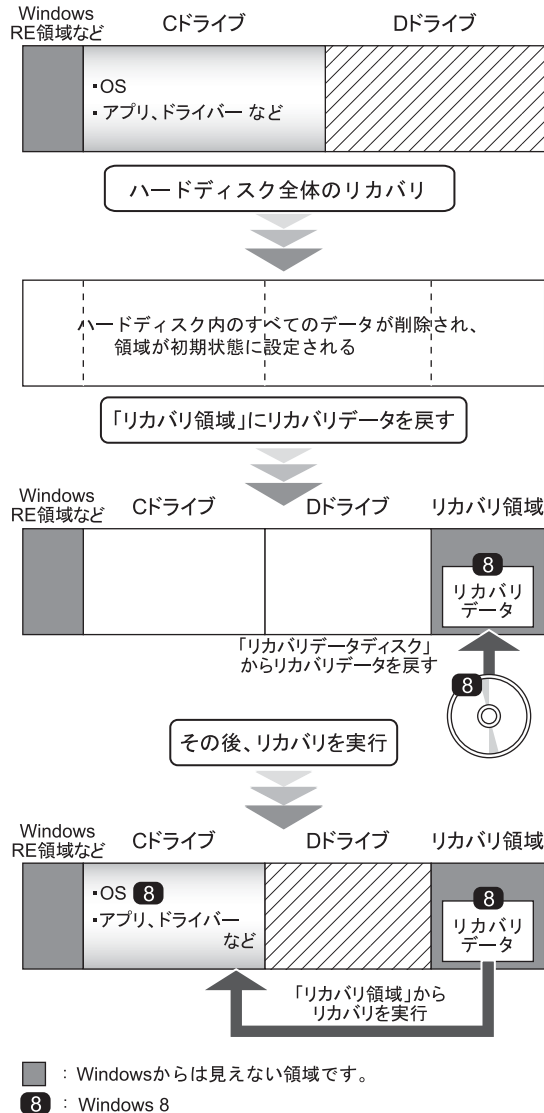 Windows
RE領域など
Cドライブ
Dドライブ
▪OS
▪アプリ、ドライバー など
ハードディスク全体のリカバリ
ハードディスク内のすべてのデータが削除され、
領域が初期状態に設定される
「リカバリ領域」にリカバリデータを戻す
Windows
RE領域など
Cドライブ
Dドライブ
リカバリ領域
8
リカバリ
データ
「リカバリデータディスク」
からリカバリデータを戻す
8
その後、リカバリを実行
Windows
RE領域など
Cドライブ
Dドライブ
リカバリ領域
▪OS 8
▪アプリ、ドライバー
など
8
リカバリ
データ
「リカバリ領域」から
リカバリを実行
：Windowsからは見えない領域です。
8 ：Windows 8